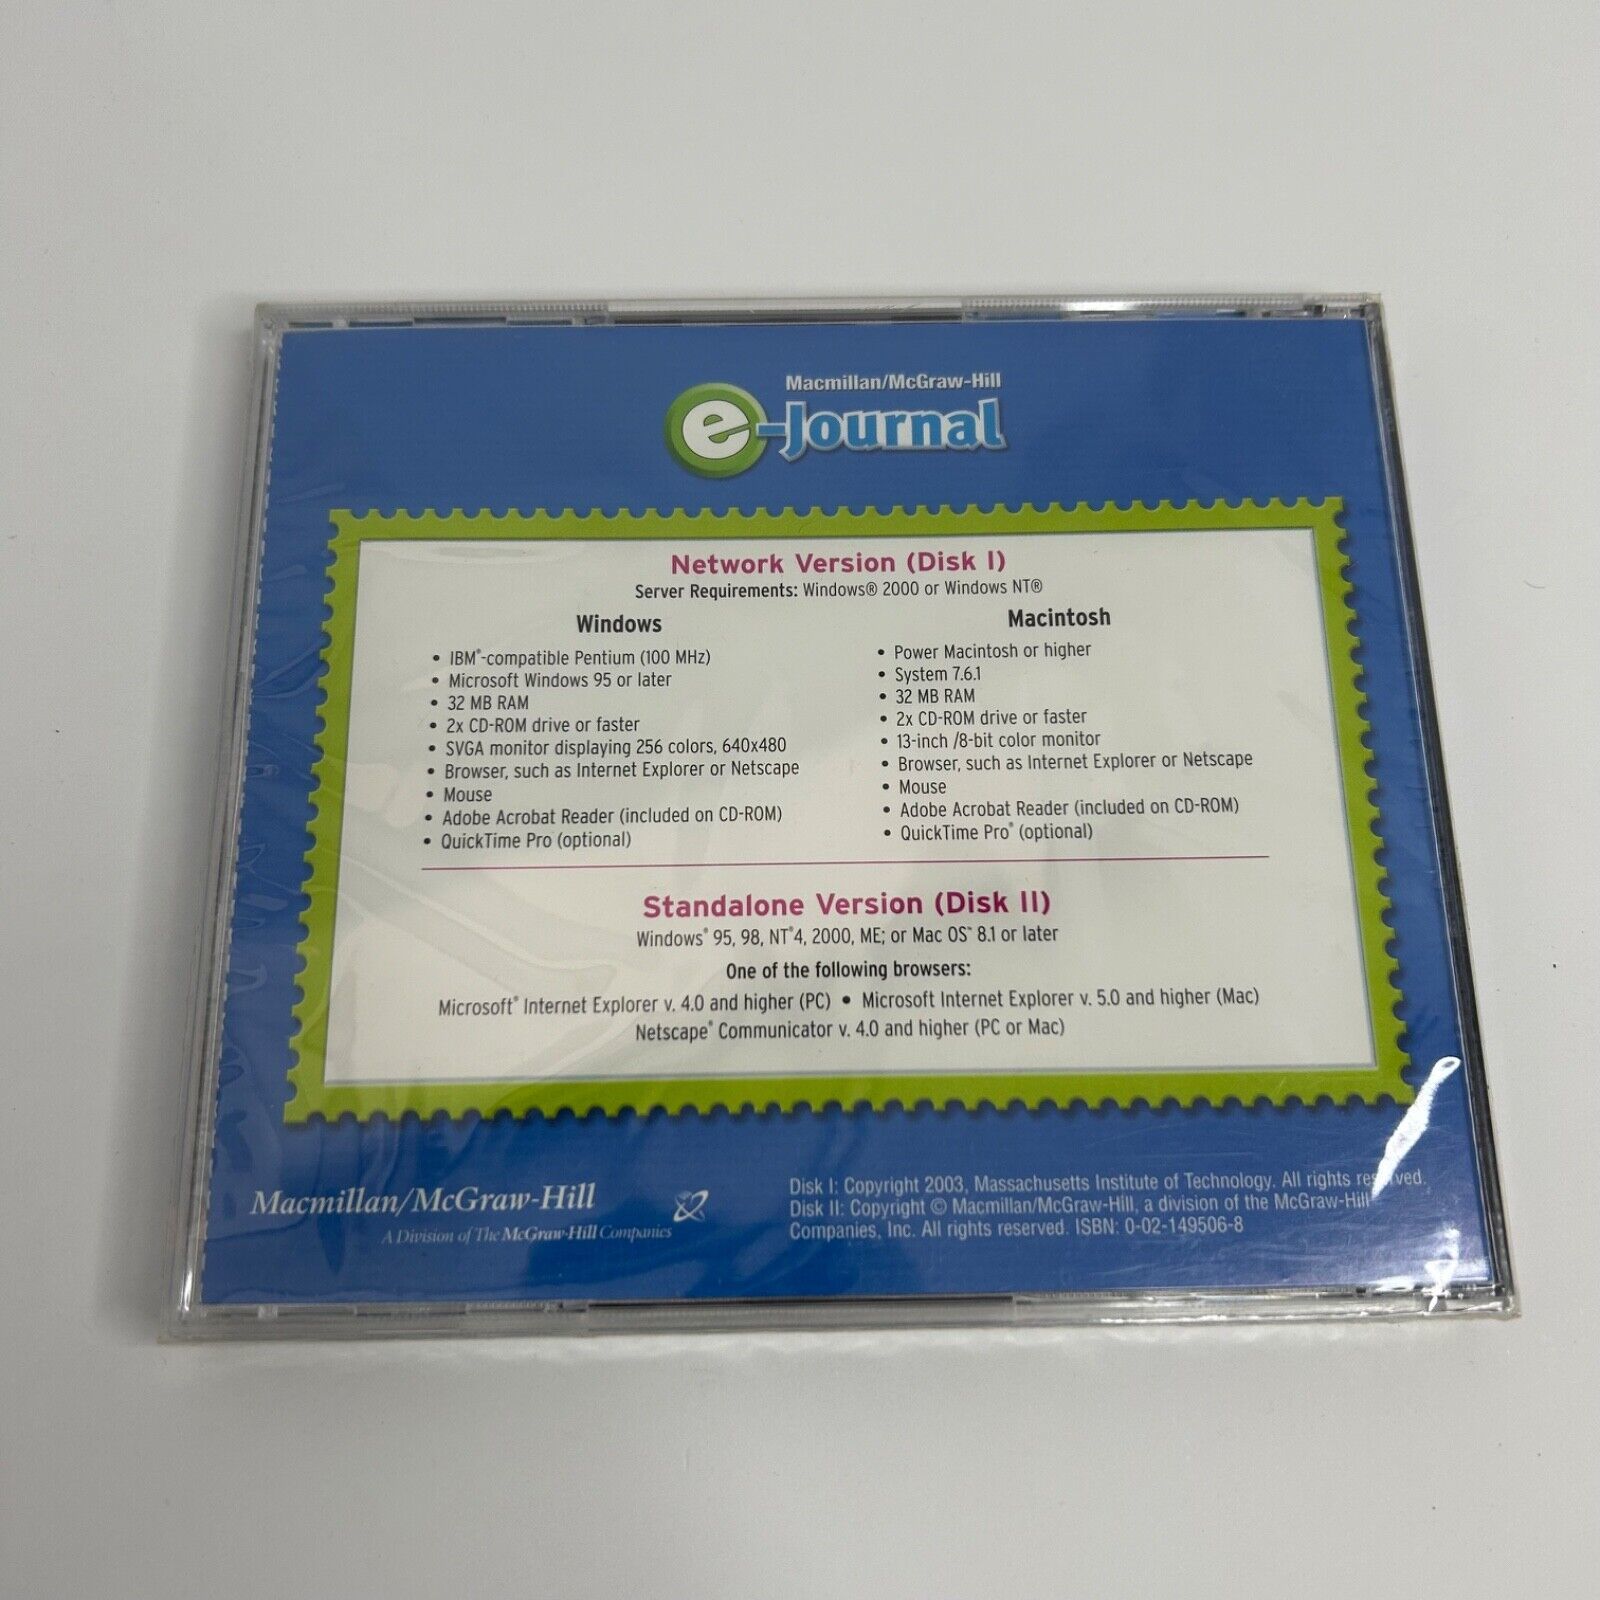 Macmillan/McGraw-Hill
e-Journal
Network Version (Disk I)
Server Requirements: Windows® 2000 or Windows NT®
Windows
• IBM®-compatible Pentium (100 MHz)
• Microsoft Windows 95 or later
• 32 MB RAM
• 2x CD-ROM drive or faster
• SVGA monitor displaying 256 colors, 640x480
• Browser, such as Internet Explorer or Netscape
• Mouse
• Adobe Acrobat Reader (included on CD-ROM)
• QuickTime Pro (optional)
Macintosh
• Power Macintosh or higher
• System 7.6.1
• 32 MB RAM
• 2x CD-ROM drive or faster
• 13-inch /8-bit color monitor
• Browser, such as Internet Explorer or Netscape
• Mouse
• Adobe Acrobat Reader (included on CD-ROM)
• QuickTime Pro® (optional)
Standalone Version (Disk II)
Windows® 95, 98, NT®4, 2000, ME; or Mac OS™ 8.1 or later
One of the following browsers:
Microsoft® Internet Explorer v. 4.0 and higher (PC) • Microsoft Internet Explorer v. 5.0 and higher (Mac)
Netscape® Communicator v. 4.0 and higher (PC or Mac)
Macmillan/McGraw-Hill
A Division of The McGraw-Hill Companies
Disk I: Copyright 2003, Massachusetts Institute of Technology. All rights reserved.
Disk II: Copyright © Macmillan/McGraw-Hill, a division of the McGraw-Hill
Companies, Inc. All rights reserved. ISBN: 0-02-149506-8